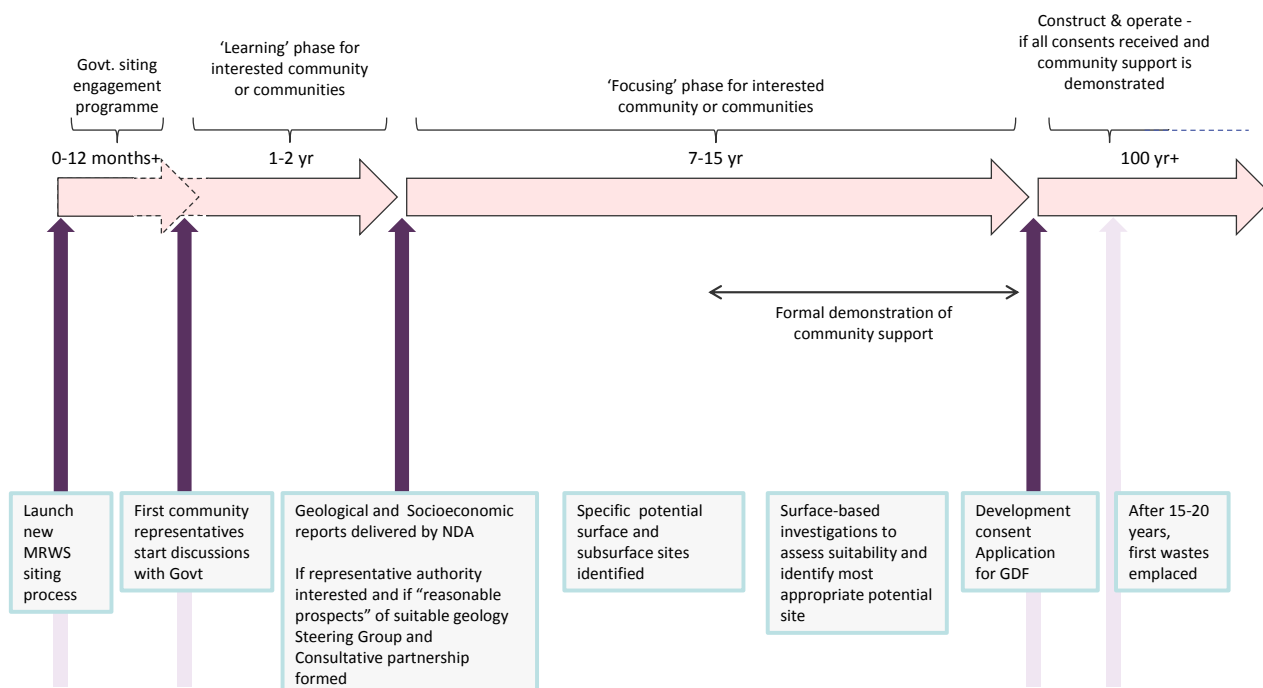 Govt. siting
engagement
programme
0-12 months+
‘Learning’ phase for
interested community
or communities
1-2 yr
‘Focusing’ phase for interested
community or communities
7-15 yr
Construct & operate -
if all consents received and
community support is
demonstrated
100 yr+
Formal demonstration of
community support
Launch
new
MRWS
siting
process
First community
representatives
start discussions
with Govt
Geological and Socioeconomic
reports delivered by NDA
If representative authority
interested and if “reasonable
prospects” of suitable geology
Steering Group and
Consultative partnership
formed
Specific potential
surface and
subsurface sites
identified
Surface-based
investigations to
assess suitability and
identify most
appropriate potential
site
Development
consent
Application
for GDF
After 15-20
years,
first wastes
emplaced